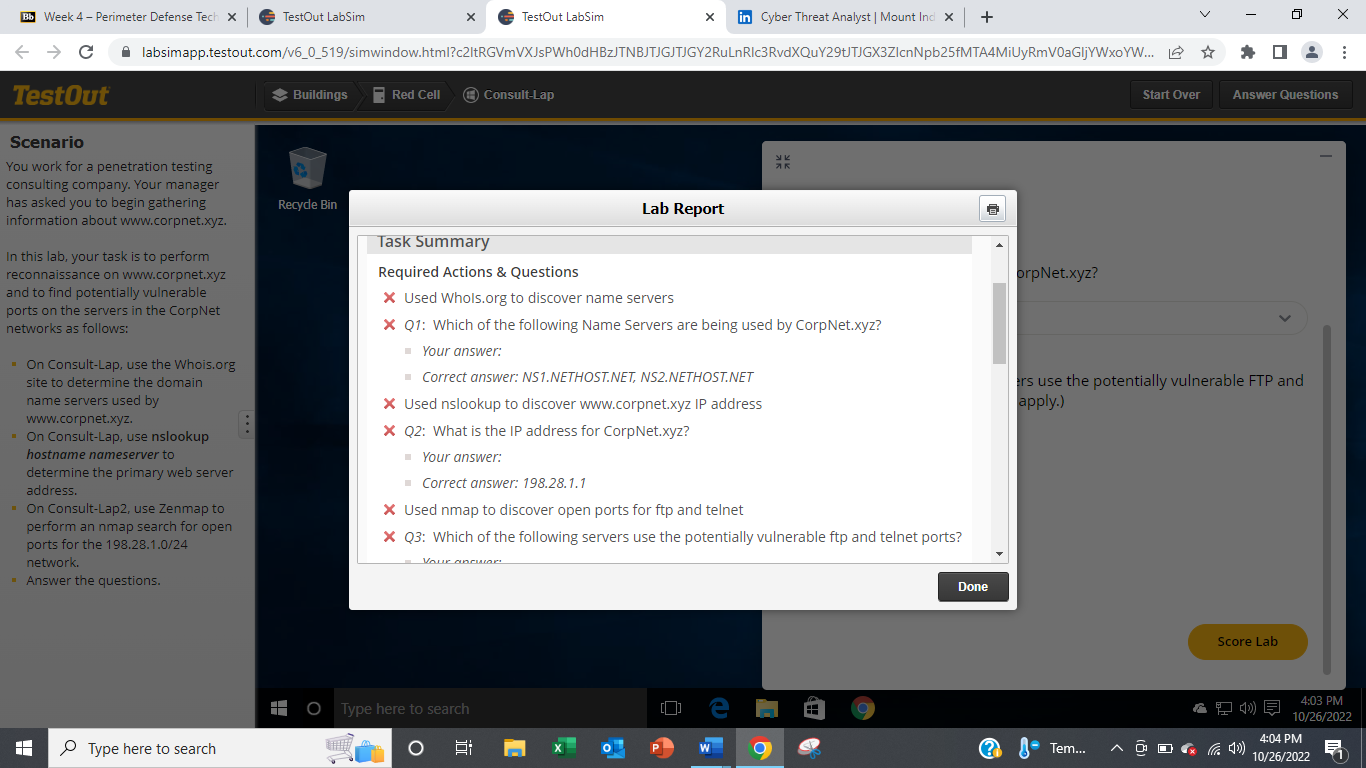 Week 4 – Perimeter Defense Tech
TestOut LabSim
TestOut LabSim
Cyber Threat Analyst | Mount Ind
labsimapp.testout.com/v6_0_519/simwindow.html?
TestOut
Buildings
Red Cell
Consult-Lap
Start Over
Answer Questions
Scenario
You work for a penetration testing
consulting company. Your manager
has asked you to begin gathering
information about www.corpnet.xyz.
In this lab, your task is to perform
reconnaissance on www.corpnet.xyz
and to find potentially vulnerable
ports on the servers in the CorpNet
networks as follows:
On Consult-Lap, use the Whois.org
site to determine the domain
name servers used by
www.corpnet.xyz.
On Consult-Lap, use nslookup
hostname nameserver to
determine the primary web server
address.
On Consult-Lap2, use Zenmap to
perform an nmap search for open
ports for the 198.28.1.0/24
network.
Answer the questions.
Recycle Bin
Lab Report
Task Summary
Required Actions & Questions
Used WhoIs.org to discover name servers
Q1: Which of the following Name Servers are being used by CorpNet.xyz?
Your answer:
Correct answer: NS1.NETHOST.NET, NS2.NETHOST.NET
Used nslookup to discover www.corpnet.xyz IP address
Q2: What is the IP address for CorpNet.xyz?
Your answer:
Correct answer: 198.28.1.1
Used nmap to discover open ports for ftp and telnet
Q3: Which of the following servers use the potentially vulnerable ftp and telnet ports?
Your answer:
Done
orpNet.xyz?
ers use the potentially vulnerable FTP and
apply.)
Score Lab
Type here to search
4:03 PM
10/26/2022
Type here to search
Tem...
4:04 PM
10/26/2022
1